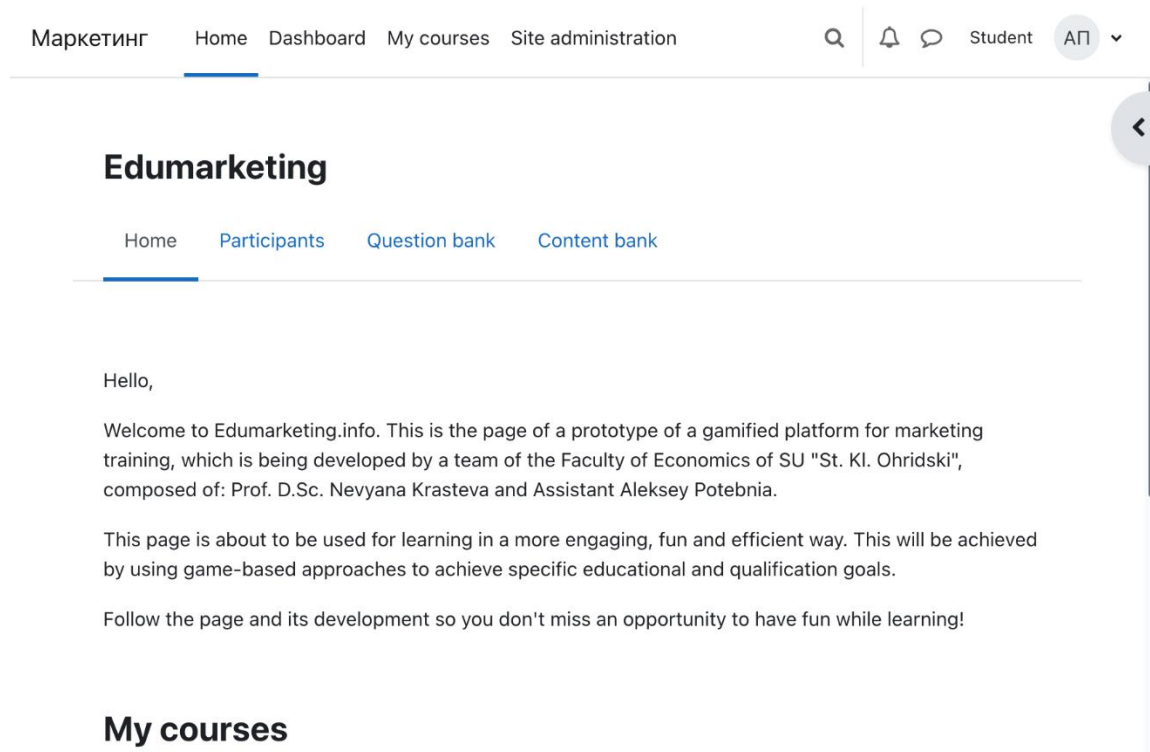 Маркетинг Home Dashboard My courses Site administration Student АП
Edumarketing
Home Participants Question bank Content bank
Hello,
Welcome to Edumarketing.info. This is the page of a prototype of a gamified platform for marketing
training, which is being developed by a team of the Faculty of Economics of SU "St. Kl. Ohridski",
composed of: Prof. D.Sc. Nevyana Krasteva and Assistant Aleksey Potebnia.
This page is about to be used for learning in a more engaging, fun and efficient way. This will be achieved
by using game-based approaches to achieve specific educational and qualification goals.
Follow the page and its development so you don't miss an opportunity to have fun while learning!
My courses